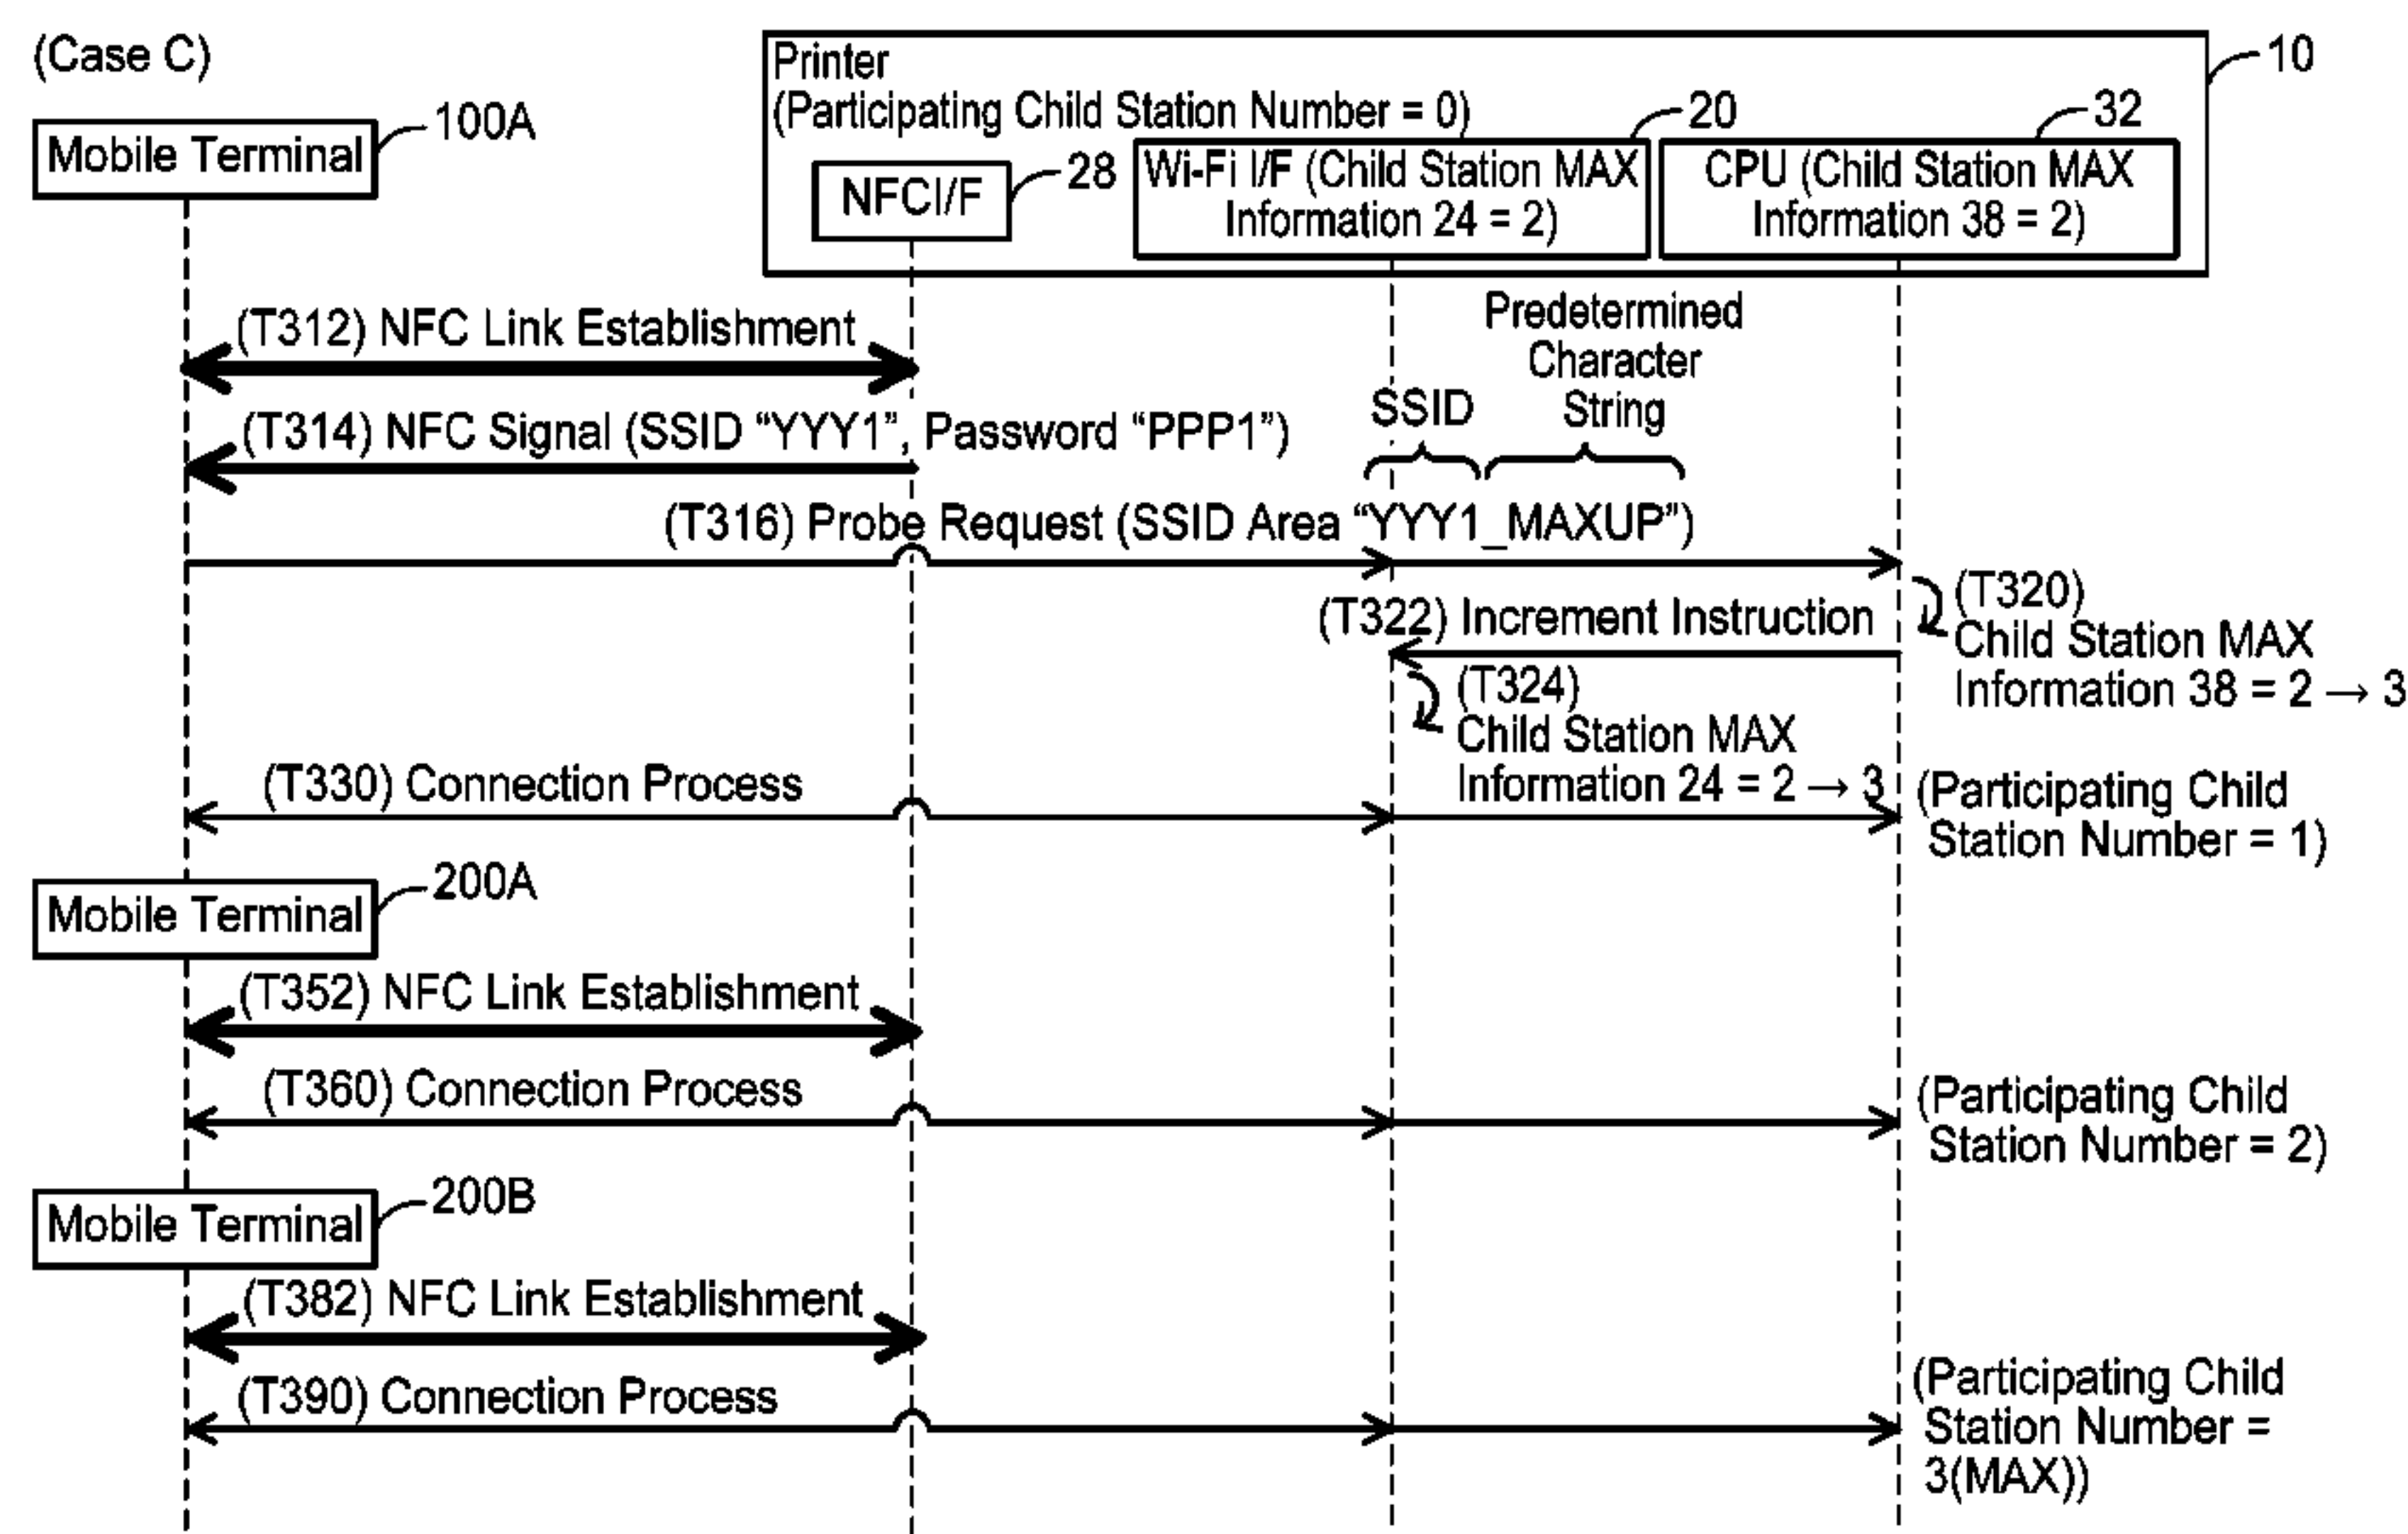 (Case C)
Printer
(Participating Child Station Number = 0)
10
Mobile Terminal
100A
NFCI/F
28
Wi-Fi I/F (Child Station MAX
Information 24 = 2)
20
CPU (Child Station MAX
Information 38 = 2)
32
(T312) NFC Link Establishment
Predetermined
Character
String
SSID
(T314) NFC Signal (SSID “YYY1”, Password “PPP1”)
(T316) Probe Request (SSID Area “YYY1_MAXUP”)
(T320)
Child Station MAX
Information 38 = 2 → 3
(T322) Increment Instruction
(T324)
Child Station MAX
Information 24 = 2 → 3
(T330) Connection Process
(Participating Child
Station Number = 1)
Mobile Terminal
200A
(T352) NFC Link Establishment
(T360) Connection Process
(Participating Child
Station Number = 2)
Mobile Terminal
200B
(T382) NFC Link Establishment
(T390) Connection Process
(Participating Child
Station Number =
3(MAX))